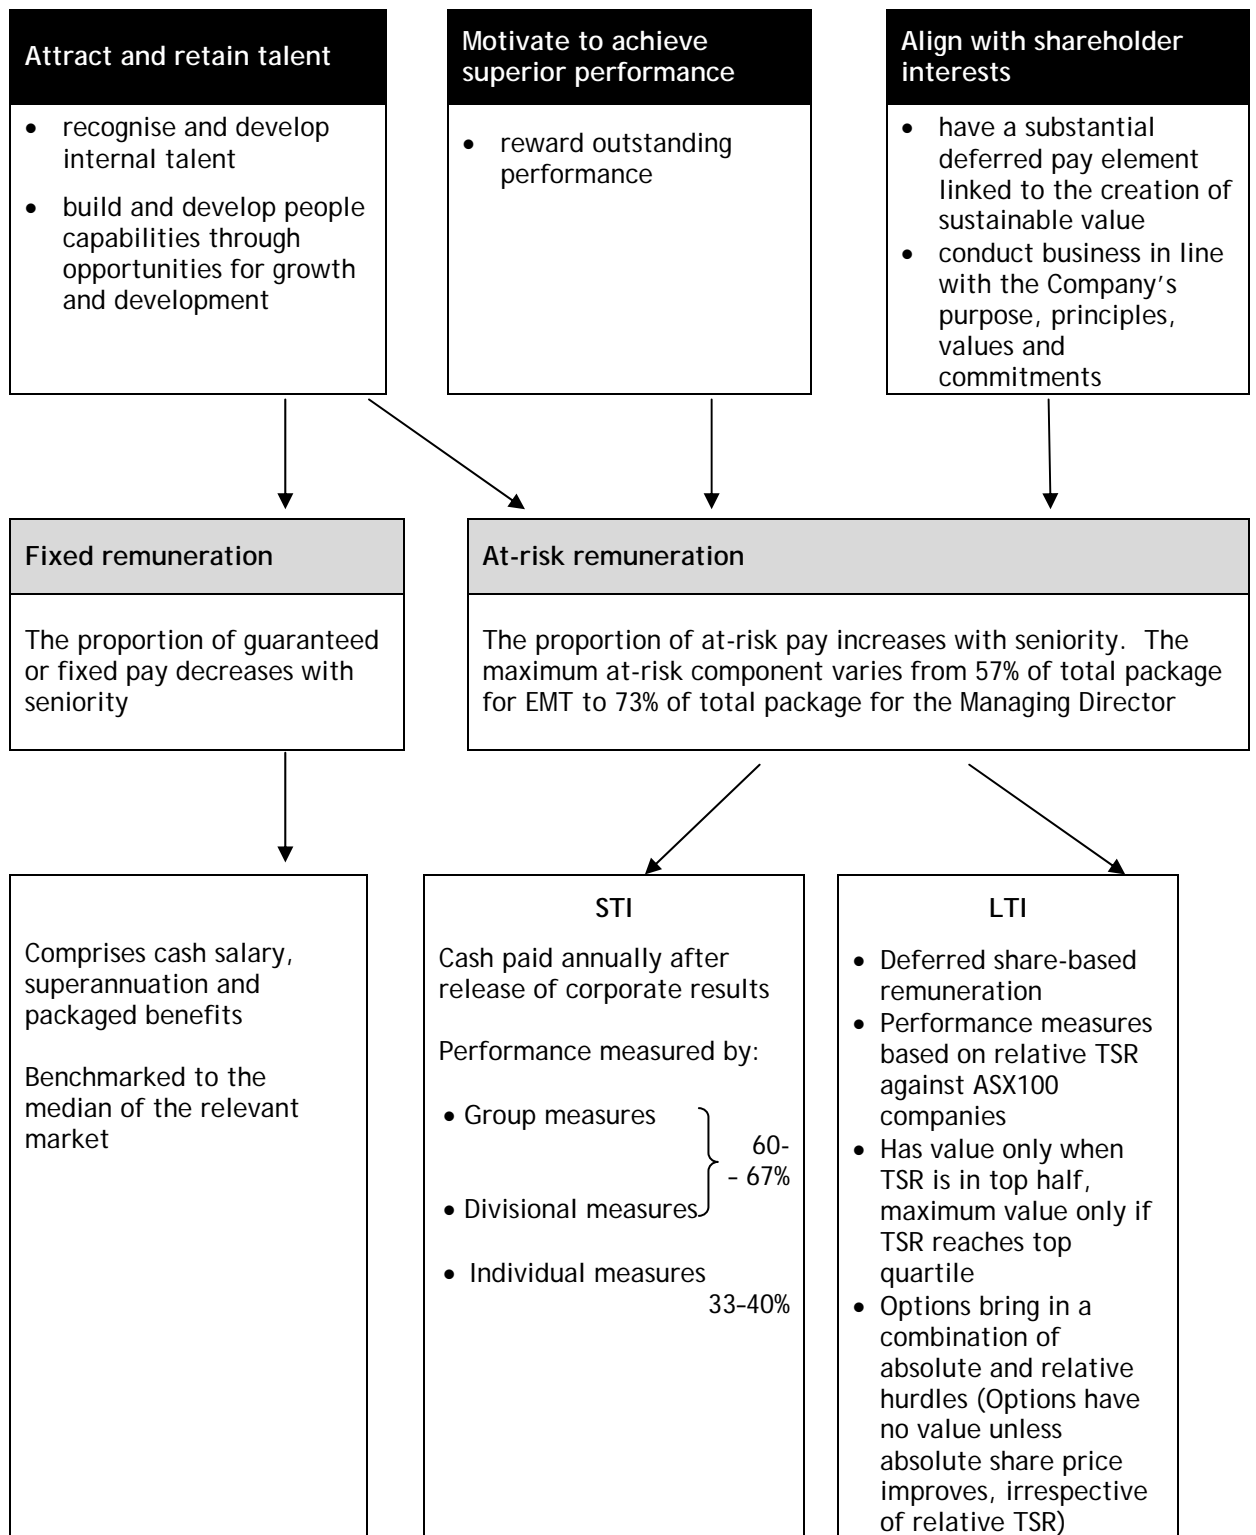 Attract and retain talent
• recognise and develop
internal talent
• build and develop people
capabilities through
opportunities for growth
and development
Motivate to achieve
superior performance
• reward outstanding
performance
Align with shareholder
interests
• have a substantial
deferred pay element
linked to the creation of
sustainable value
• conduct business in line
with the Company's
purpose, principles,
values and
commitments
Fixed remuneration
The proportion of guaranteed
or fixed pay decreases with
seniority
At-risk remuneration
The proportion of at-risk pay increases with seniority.  The
maximum at-risk component varies from 57% of total package
for EMT to 73% of total package for the Managing Director
Comprises cash salary,
superannuation and
packaged benefits
Benchmarked to the
median of the relevant
market
STI
Cash paid annually after
release of corporate results
Performance measured by:
• Group measures
60-
– 67%
• Divisional measures
• Individual measures
33–40%
LTI
• Deferred share-based
remuneration
• Performance measures
based on relative TSR
against ASX100
companies
• Has value only when
TSR is in top half,
maximum value only if
TSR reaches top
quartile
• Options bring in a
combination of
absolute and relative
hurdles (Options have
no value unless
absolute share price
improves, irrespective
of relative TSR)